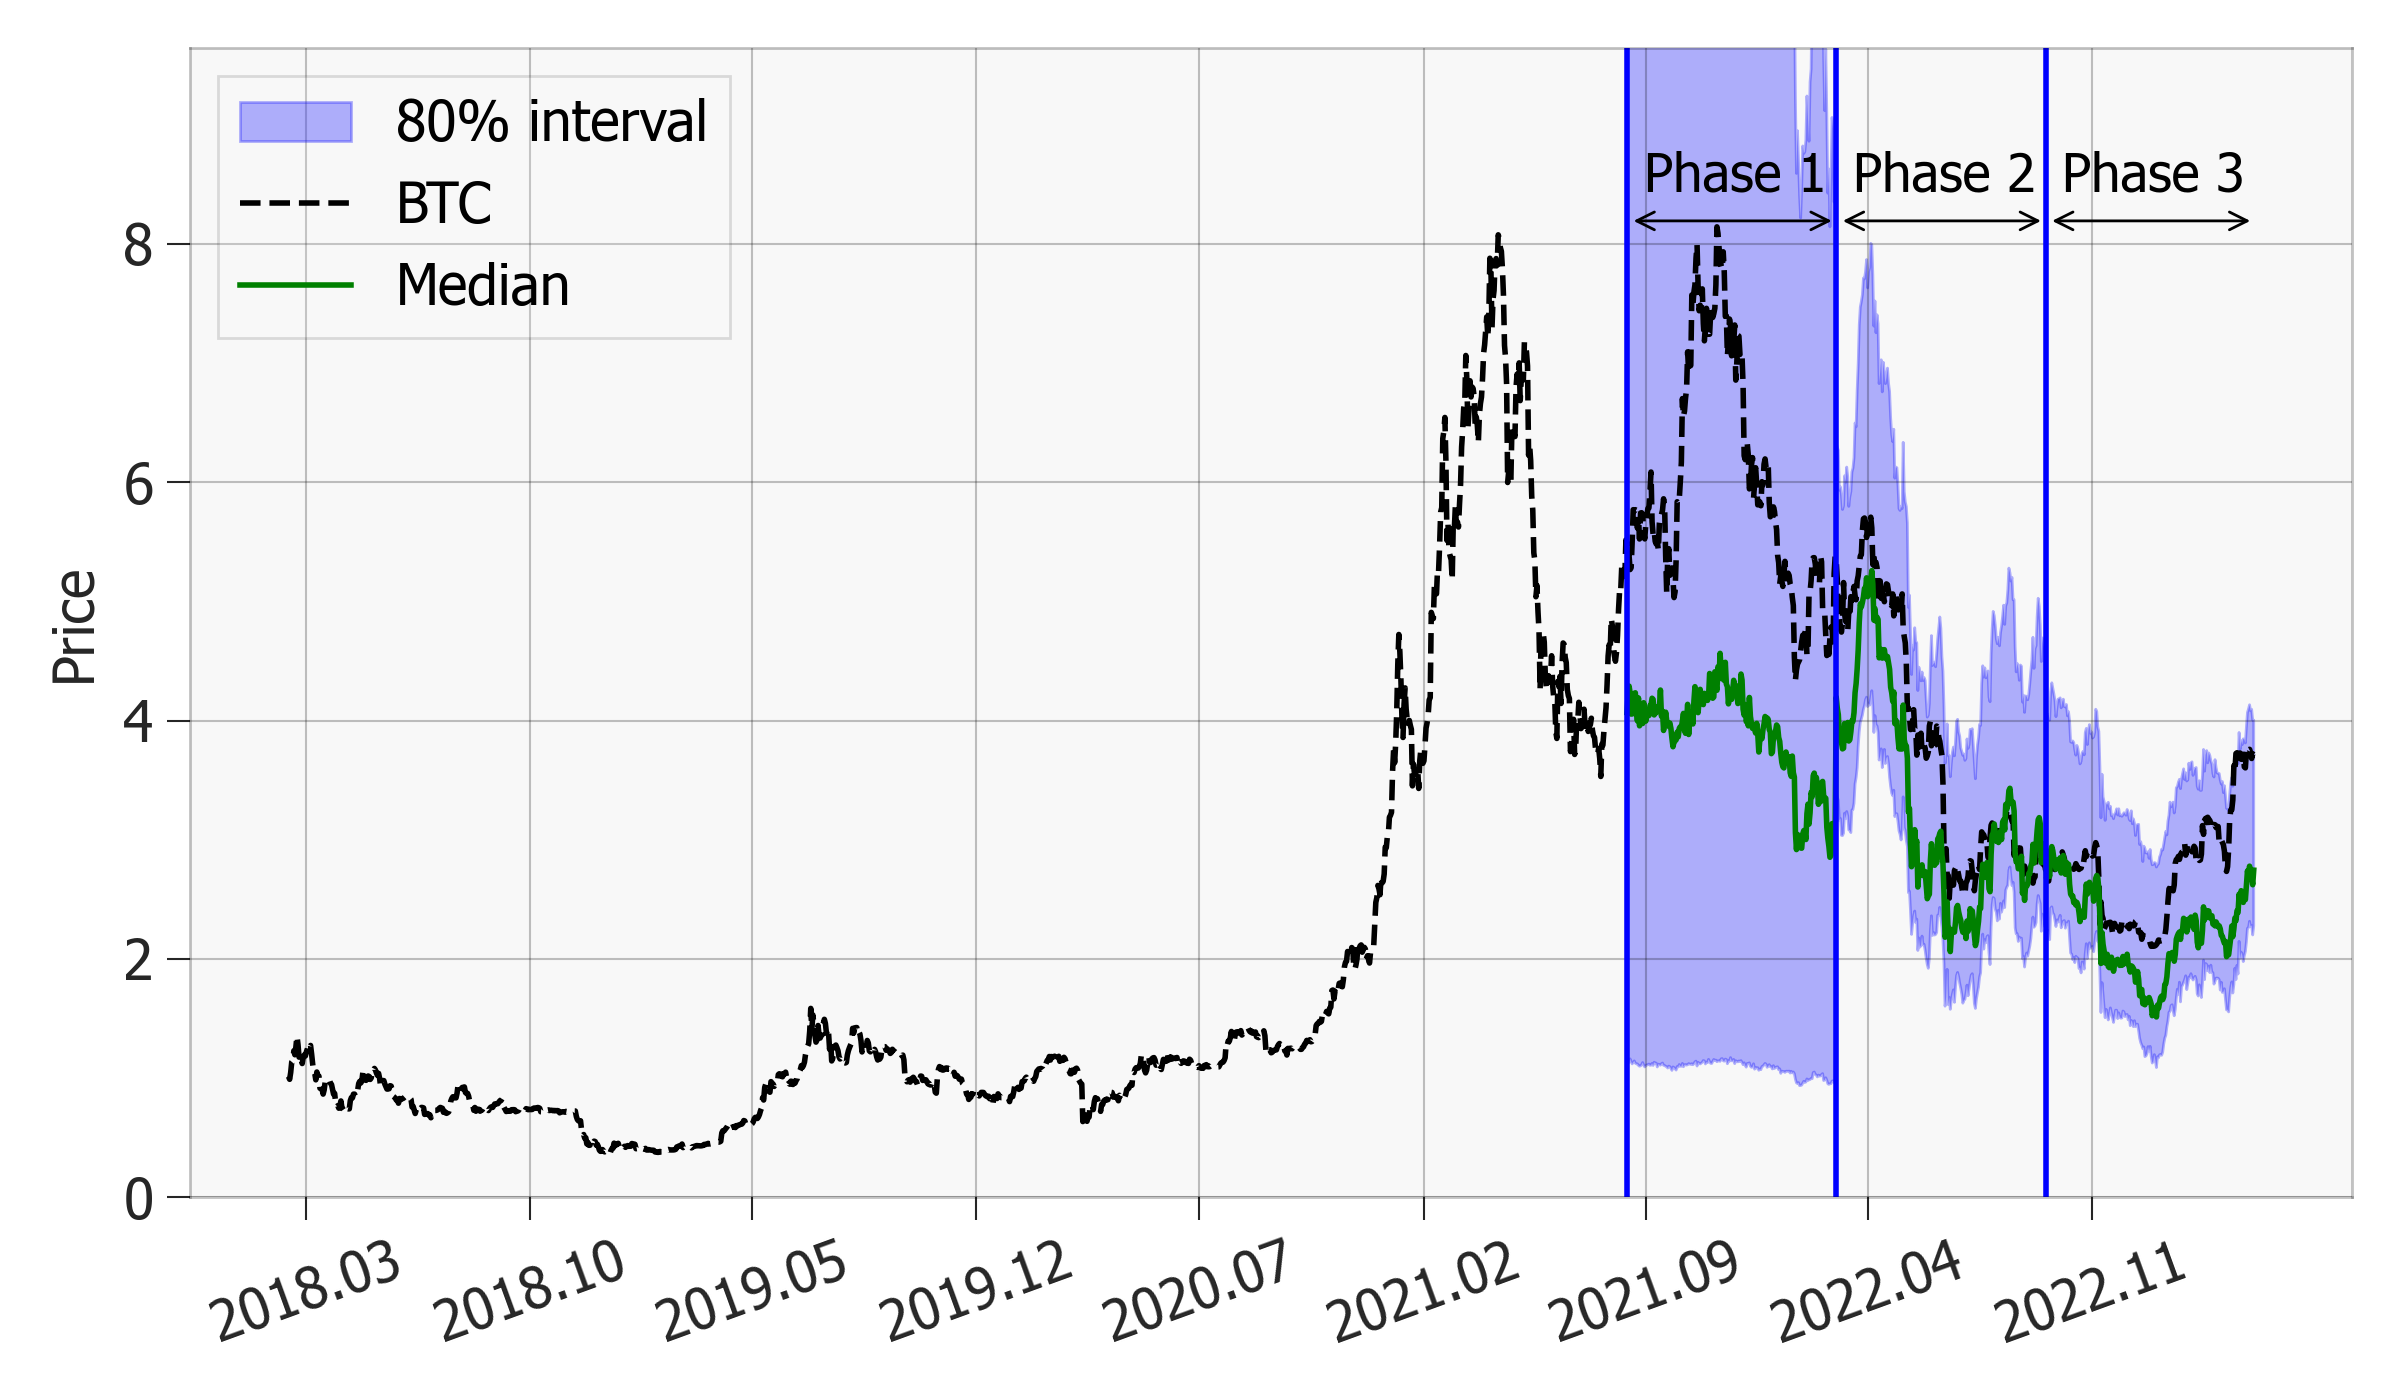 80% interval
BTC
Median
Phase 1
Phase 2
Phase 3
8
6
4
2
0
Price
2018.03
2018.10
2019.05
2019.12
2020.07
2021.02
2021.09
2022.04
2022.11